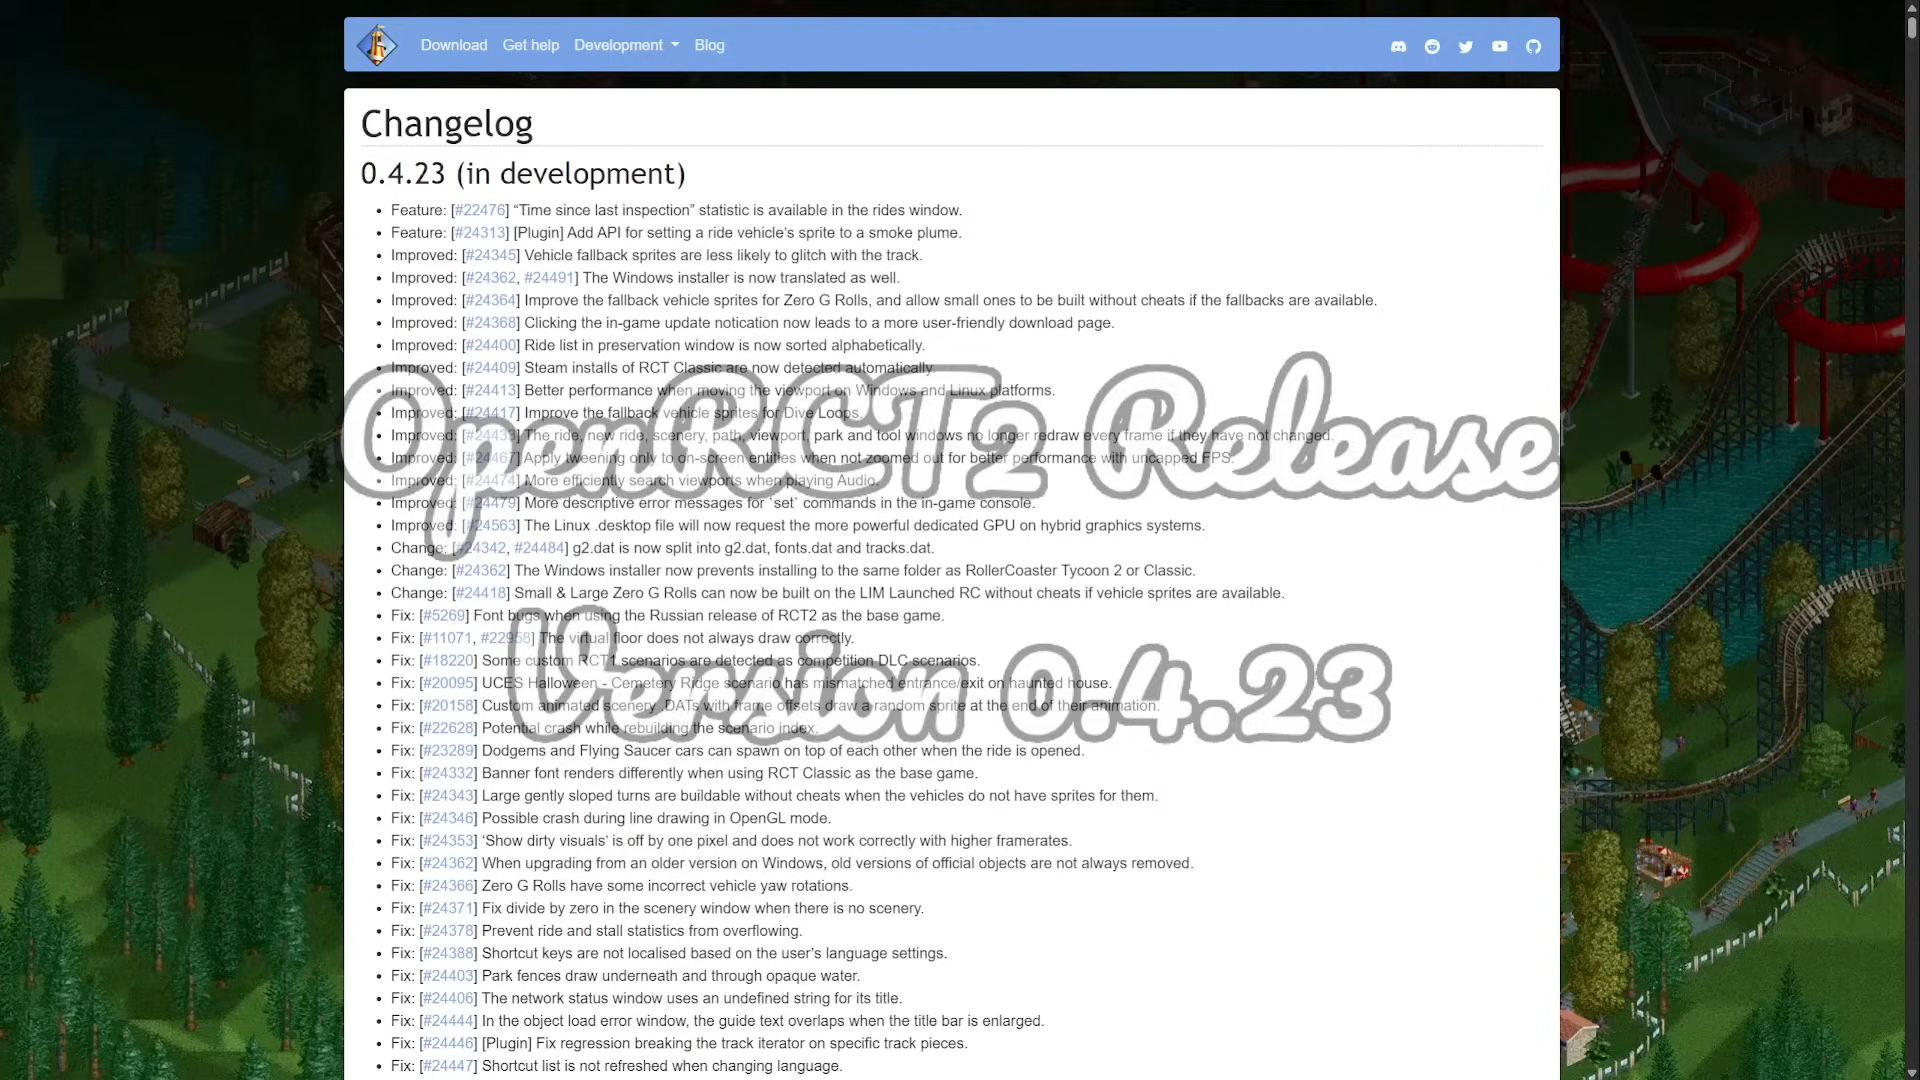 Download Get help Development Blog
Changelog
0.4.23 (in development)
Feature: [#22476] “Time since last inspection” statistic is available in the rides window.
Feature: [#24313] [Plugin] Add API for setting a ride vehicle’s sprite to a smoke plume.
Improved: [#24345] Vehicle fallback sprites are less likely to glitch with the track.
Improved: [#24362, #24491] The Windows installer is now translated as well.
Improved: [#24364] Improve the fallback vehicle sprites for Zero G Rolls, and allow small ones to be built without cheats if the fallbacks are available.
Improved: [#24368] Clicking the in-game update notication now leads to a more user-friendly download page.
Improved: [#24400] Ride list in preservation window is now sorted alphabetically.
Improved: [#24409] Steam installs of RCT Classic are now detected automatically.
Improved: [#24413] Better performance when moving the viewport on Windows and Linux platforms.
Improved: [#24417] Improve the fallback vehicle sprites for Dive Loops.
OpenRCT2 Release
Improved: The ride, new ride, scenery, path, viewport, park and tool windows no longer redraw every frame if they have not changed.
Improved: [#24467] Apply tweening only to on-screen entities when not zoomed out for better performance with uncapped FPS.
Improved: [#24474] More efficiently search viewports when playing Audio.
Improved: [#24479] More descriptive error messages for `set` commands in the in-game console.
Improved: [#24563] The Linux .desktop file will now request the more powerful dedicated GPU on hybrid graphics systems.
Change: [#24342, #24484] g2.dat is now split into g2.dat, fonts.dat and tracks.dat.
Change: [#24362] The Windows installer now prevents installing to the same folder as RollerCoaster Tycoon 2 or Classic.
Change: [#24418] Small & Large Zero G Rolls can now be built on the LIM Launched RC without cheats if vehicle sprites are available.
Fix: [#5269] Font bugs when using the Russian release of RCT2 as the base game.
Fix: [#11071, #22958] The virtual floor does not always draw correctly.
Fix: [#18220] Some custom RCT1 scenarios are detected as competition DLC scenarios.
Fix: [#20095] UCES Halloween - Cemetery Ridge scenario has mismatched entrance/exit on haunted house.
Version 0.4.23
Fix: [#20158] Custom animated scenery .DATs with frame offsets draw a random sprite at the end of their animation.
Fix: [#22628] Potential crash while rebuilding the scenario index.
Fix: [#23289] Dodgems and Flying Saucer cars can spawn on top of each other when the ride is opened.
Fix: [#24332] Banner font renders differently when using RCT Classic as the base game.
Fix: [#24343] Large gently sloped turns are buildable without cheats when the vehicles do not have sprites for them.
Fix: [#24346] Possible crash during line drawing in OpenGL mode.
Fix: [#24353] ‘Show dirty visuals’ is off by one pixel and does not work correctly with higher framerates.
Fix: [#24362] When upgrading from an older version on Windows, old versions of official objects are not always removed.
Fix: [#24366] Zero G Rolls have some incorrect vehicle yaw rotations.
Fix: [#24371] Fix divide by zero in the scenery window when there is no scenery.
Fix: [#24378] Prevent ride and stall statistics from overflowing.
Fix: [#24388] Shortcut keys are not localised based on the user’s language settings.
Fix: [#24403] Park fences draw underneath and through opaque water.
Fix: [#24406] The network status window uses an undefined string for its title.
Fix: [#24444] In the object load error window, the guide text overlaps when the title bar is enlarged.
Fix: [#24446] [Plugin] Fix regression breaking the track iterator on specific track pieces.
Fix: [#24447] Shortcut list is not refreshed when changing language.